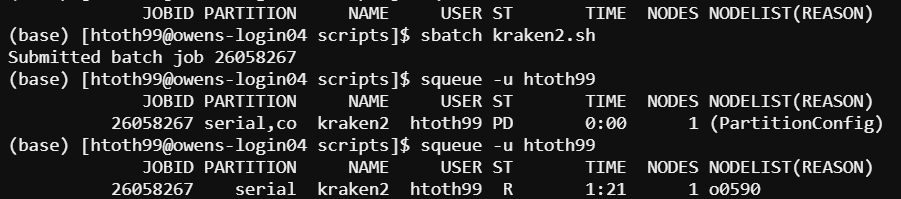 JOBID PARTITION NAME USER ST TIME NODES NODELIST(REASON)
(base) [htoth99@owens-login04 scripts]$ sbatch kraken2.sh
Submitted batch job 26058267
(base) [htoth99@owens-login04 scripts]$ squeue -u htoth99
JOBID PARTITION NAME USER ST TIME NODES NODELIST(REASON)
26058267 serial,co kraken2 htoth99 PD 0:00 1 (PartitionConfig)
(base) [htoth99@owens-login04 scripts]$ squeue -u htoth99
JOBID PARTITION NAME USER ST TIME NODES NODELIST(REASON)
26058267 serial kraken2 htoth99 R 1:21 1 o0590